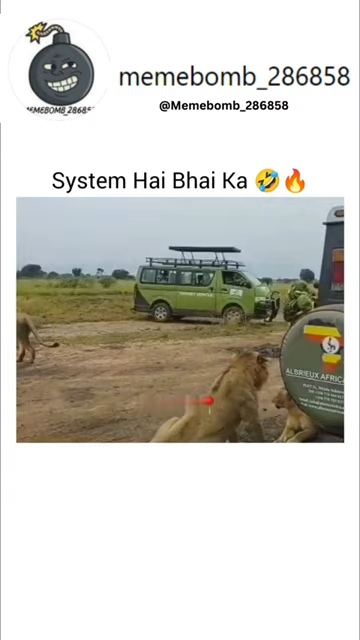 MEMEBOMB_28685
memebomb_286858
@Memebomb_286858
System Hai Bhai Ka 🤣🔥
ALBRIEUX AFRICA